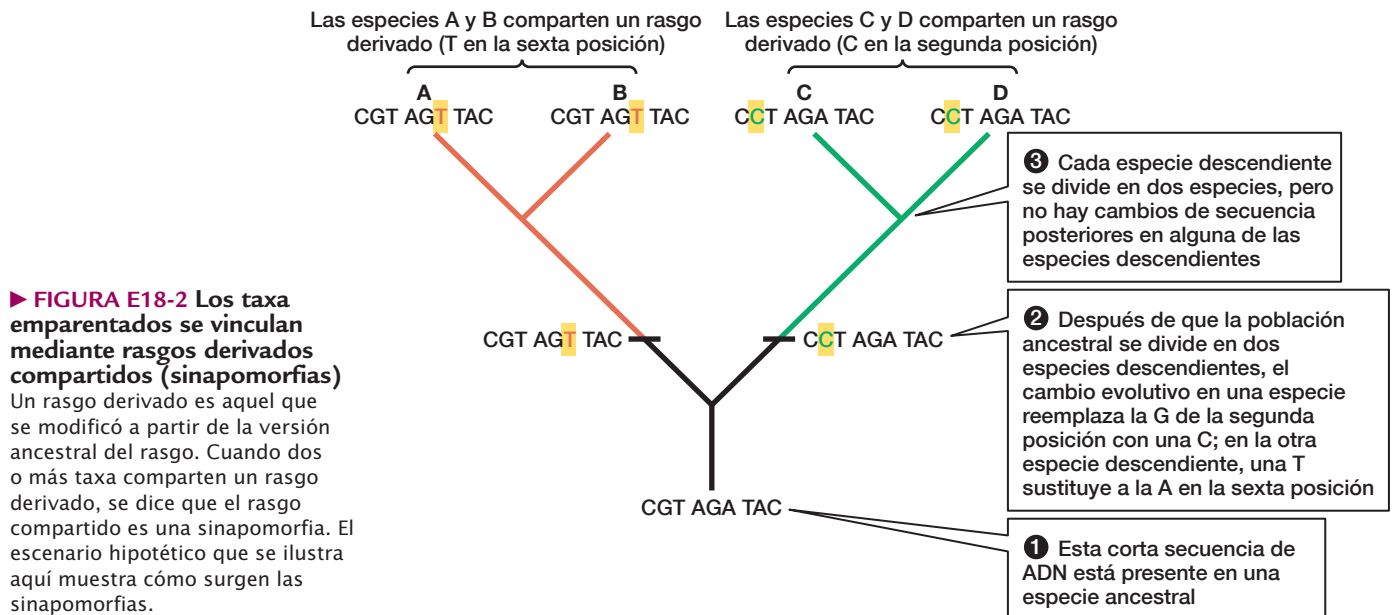 Las especies A y B comparten un rasgo
derivado (T en la sexta posición)
Las especies C y D comparten un rasgo
derivado (C en la segunda posición)
A
B
C
D
CGT AGT TAC
CGT AGT TAC
CCT AGA TAC
CCT AGA TAC
❸ Cada especie descendiente
se divide en dos especies, pero
no hay cambios de secuencia
posteriores en alguna de las
especies descendientes
► FIGURA E18-2 Los taxa
emparentados se vinculan
mediante rasgos derivados
compartidos (sinapomorfias)
Un rasgo derivado es aquel que
se modificó a partir de la versión
ancestral del rasgo. Cuando dos
o más taxa comparten un rasgo
derivado, se dice que el rasgo
compartido es una sinapomorfia. El
escenario hipotético que se ilustra
aquí muestra cómo surgen las
sinapomorfias.
CGT AGT TAC
CCT AGA TAC
❷ Después de que la población
ancestral se divide en dos
especies descendientes, el
cambio evolutivo en una especie
reemplaza la G de la segunda
posición con una C; en la otra
especie descendiente, una T
sustituye a la A en la sexta posición
CGT AGA TAC
❶ Esta corta secuencia de
ADN está presente en una
especie ancestral